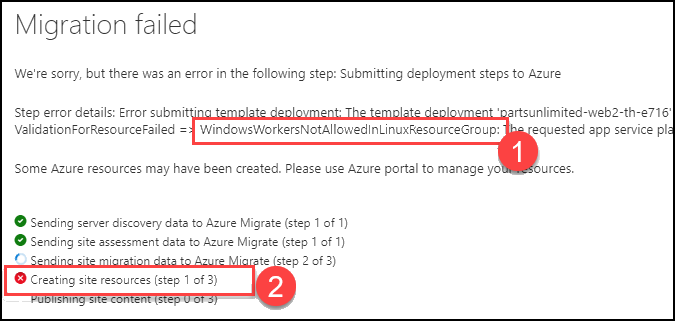 Migration failed
We're sorry, but there was an error in the following step: Submitting deployment steps to Azure
Step error details: Error submitting template deployment: The template deployment 'partsunlimited-web2-th-e716'
ValidationForResourceFailed => WindowsWorkersNotAllowedInLinuxResourceGroup: The requested app service pla
1
Some Azure resources may have been created. Please use Azure portal to manage your resources.
Sending server discovery data to Azure Migrate (step 1 of 1)
Sending site assessment data to Azure Migrate (step 1 of 1)
Sending site migration data to Azure Migrate (step 2 of 3)
Creating site resources (step 1 of 3)
2
Publishing site content (step 0 of 3)